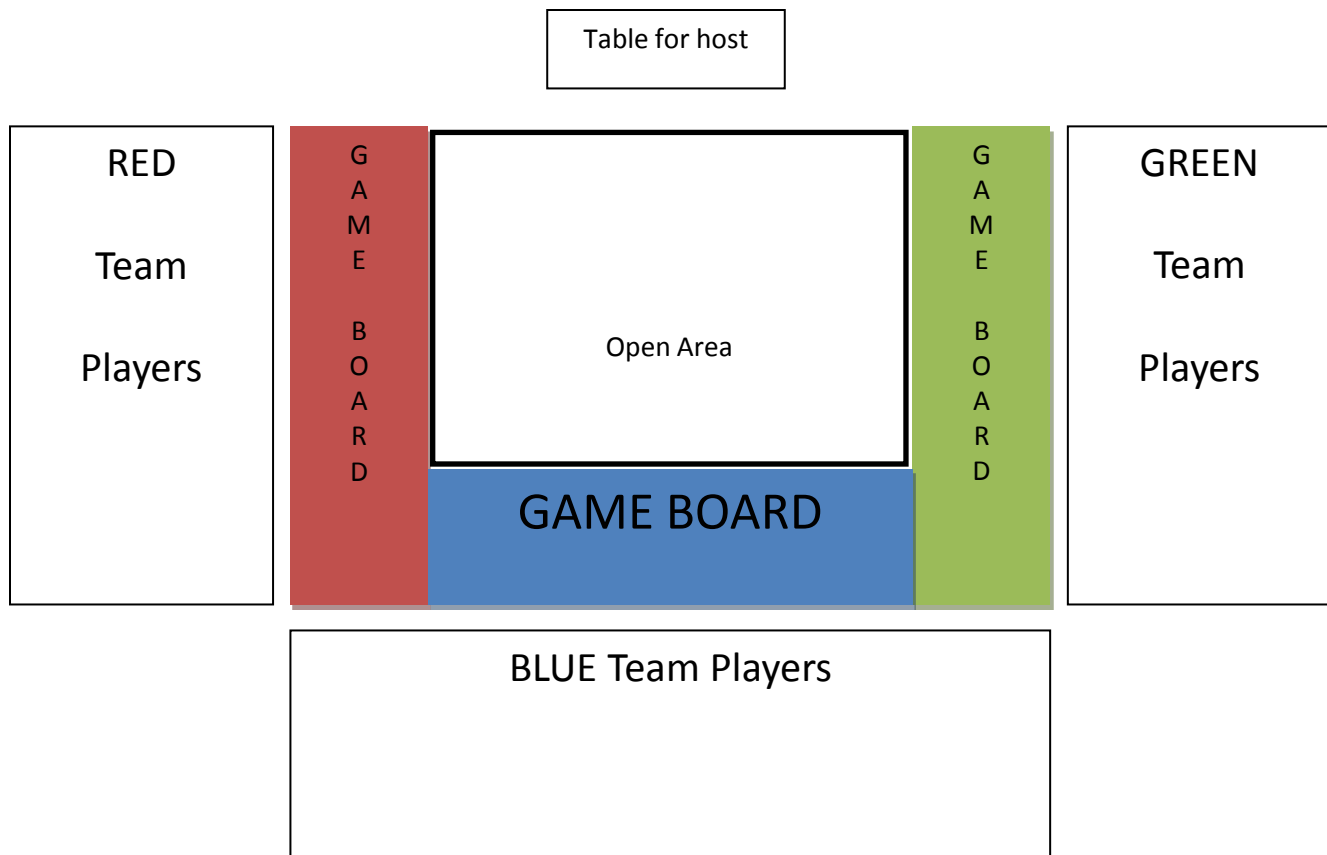 Table for host
RED
Team
Players
G
A
M
E
B
O
A
R
D
Open Area
G
A
M
E
B
O
A
R
D
GREEN
Team
Players
GAME BOARD
BLUE Team Players